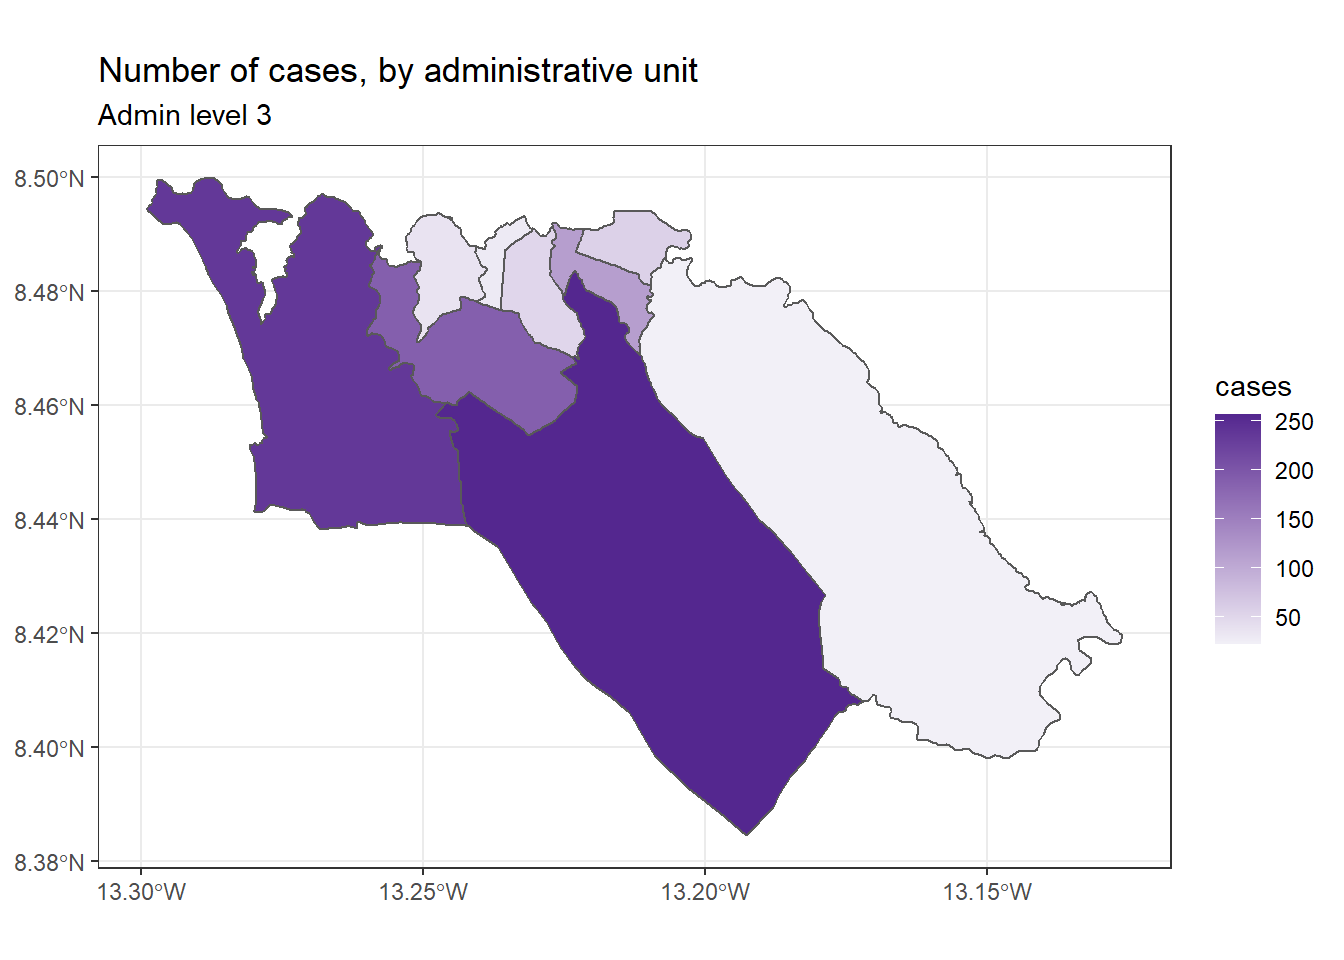 Number of cases, by administrative unit
Admin level 3
8.50°N
8.48°N
8.46°N
8.44°N
8.42°N
8.40°N
8.38°N
13.30°W
13.25°W
13.20°W
13.15°W
cases
250
200
150
100
50